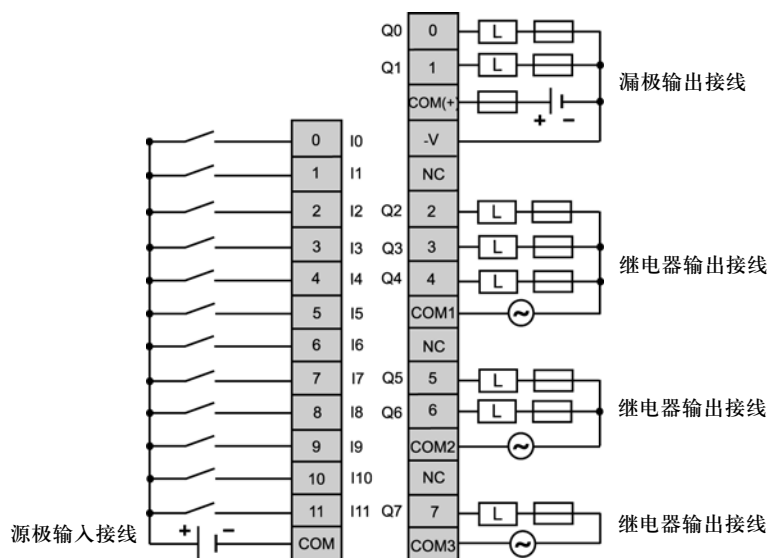 Q0 0 L
Q1 1 L
漏极输出接线
COM(+) + −
0 I0 -V
1 I1 NC
2 I2 Q2 2 L
3 I3 Q3 3 L
继电器输出接线
4 I4 Q4 4 L
5 I5 COM1 ~
6 I6 NC
7 I7 Q5 5 L
8 I8 Q6 6 L
继电器输出接线
9 I9 COM2 ~
10 I10 NC
11 I11 Q7 7 L
源极输入接线 + − COM COM3 ~
继电器输出接线